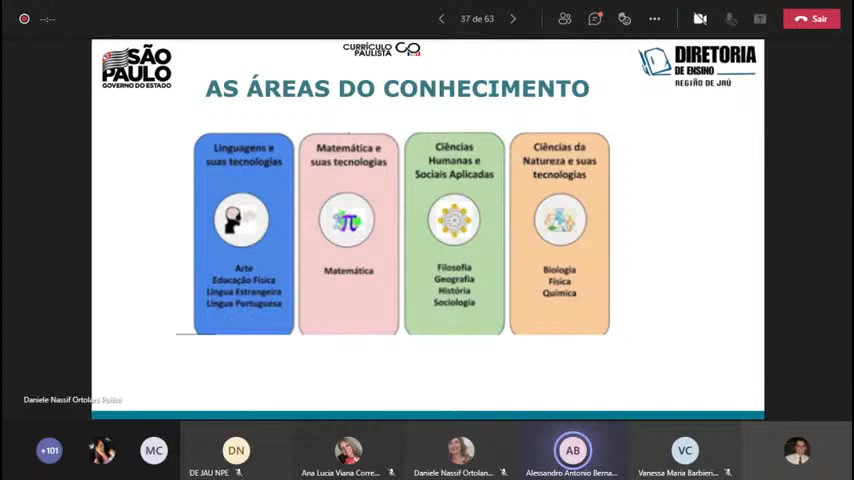 --:--
37 de 63
Sair
SÃO
PAULO
GOVERNO DO ESTADO
CURRÍCULO
PAULISTA
DIRETORIA
DE ENSINO
REGIÃO DE JAÚ
AS ÁREAS DO CONHECIMENTO
Linguagens e
suas tecnologias
Arte
Educação Física
Língua Estrangeira
Língua Portuguesa
Matemática e
suas tecnologias
Matemática
Ciências
Humanas e
Sociais Aplicadas
Filosofia
Geografia
História
Sociologia
Ciências da
Natureza e suas
tecnologias
Biologia
Física
Química
Daniele Nassif Ortolani
+101
MC
DN
DE JAU NPE
Ana Lucia Viana Corre...
Daniele Nassif Ortolan...
AB
Alessandro Antonio Berna...
VC
Vanessa Maria Barbieri...